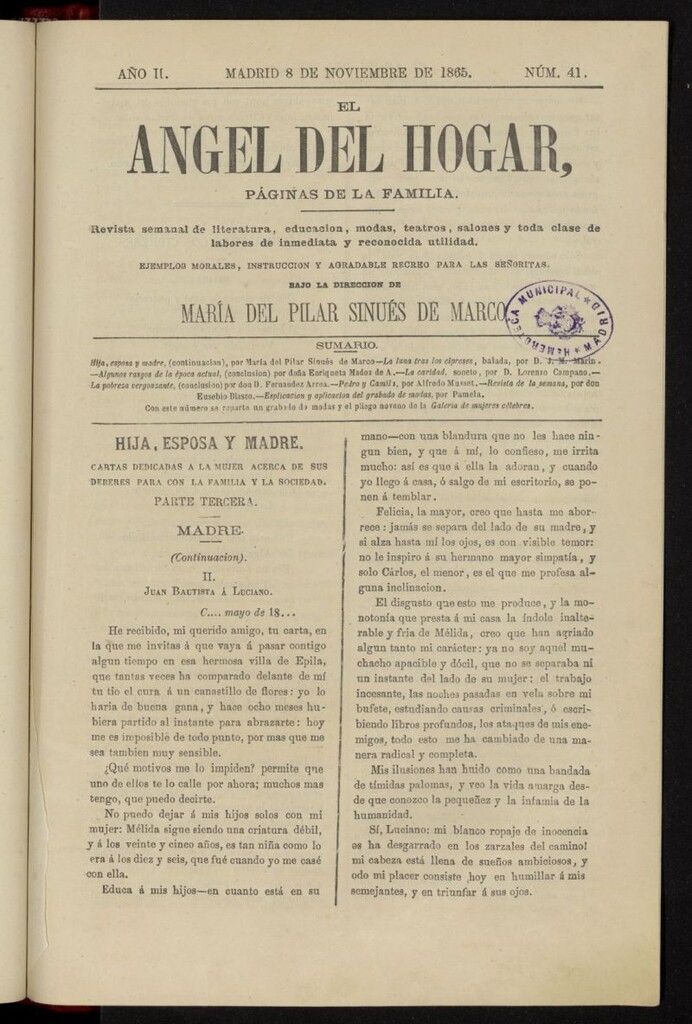 AÑO II. MADRID 8 DE NOVIEMBRE DE 1865. NÚM. 41.
EL
ANGEL DEL HOGAR,
PÁGINAS DE LA FAMILIA.
Revista semanal de literatura, educacion, modas, teatros, salones y toda clase de
labores de inmediata y reconocida utilidad.
EJEMPLOS MORALES, INSTRUCCION Y AGRADABLE RECREO PARA LAS SEÑORITAS.
BAJO LA DIRECCION DE
MARÍA DEL PILAR SINUÉS DE MARCO
HEMEROTECA MUNICIPAL ★ MADRID ★
SUMARIO.
Hija, esposa y madre, (continuacion), por María del Pilar Sinués de Marco—La luna tras los cipreses, balada, por D. J. M. Marin.
—Algunos rasgos de la época actual, (conclusion) por doña Enriqueta Madoz de A.—La caridad, soneto, por D. Lorenzo Campano.—
La pobreza vergonzante, (conclusion) por don D. Fernandez Arrea.—Pedro y Camila, por Alfredo Musset.—Revista de la semana, por don
Eusebio Blasco.—Esplicacion y aplicacion del grabado de modas, por Pamela.
Con este número se reparte un grabado de modas y el pliego noveno de la Galería de mujeres célebres.
HIJA, ESPOSA Y MADRE.
CARTAS DEDICADAS A LA MUJER ACERCA DE SUS
DEBERES PARA CON LA FAMILIA Y LA SOCIEDAD.
PARTE TERCERA.
MADRE.
(Continuacion).
II.
JUAN BAUTISTA Á LUCIANO.
C.... mayo de 18...
He recibido, mi querido amigo, tu carta, en
la que me invitas á que vaya á pasar contigo
algun tiempo en esa hermosa villa de Epila,
que tantas veces ha comparado delante de mí
tu tio el cura á un canastillo de flores: yo lo
haria de buena gana, y hace ocho meses hu-
biera partido al instante para abrazarte: hoy
me es imposible de todo punto, por mas que me
sea tambien muy sensible.
¿Qué motivos me lo impiden? permite que
uno de ellos te lo calle por ahora; muchos mas
tengo, que puedo decirte.
No puedo dejar á mis hijos solos con mi
mujer: Mélida sigue siendo una criatura débil,
y á los veinte y cinco años, es tan niña como lo
era á los diez y seis, que fué cuando yo me casé
con ella.
Educa á mis hijos—en cuanto está en su
mano—con una blandura que no les hace nin-
gun bien, y que á mí, lo confieso, me irrita
mucho: así es que á ella la adoran, y cuando
yo llegó á casa, ó salgo de mi escritorio, se po-
nen á temblar.
Felicia, la mayor, creo que hasta me abor-
rece: jamás se separa del lado de su madre, y
si alza hasta mí los ojos, es con visible temor:
no le inspiro á su hermano mayor simpatía, y
solo Cárlos, el menor, es el que me profesa al-
guna inclinacion.
El disgusto que esto me produce, y la mo-
notonía que presta á mi casa la índole inalte-
rable y fria de Mélida, creo que han agriado
algun tanto mi carácter: ya no soy aquel mu-
chacho apacible y dócil, que no se separaba ni
un instante del lado de su mujer: el trabajo
incesante, las noches pasadas en vela sobre mi
bufete, estudiando causas criminales, ó escri-
biendo libros profundos, los ataques de mis ene-
migos, todo esto me ha cambiado de una ma-
nera radical y completa.
Mis ilusiones han huido como una bandada
de tímidas palomas, y veo la vida amarga des-
de que conozco la pequeñez y la infamia de la
humanidad.
Sí, Luciano: mi blanco ropaje de inocencia
es ha desgarrado en los zarzales del camino!
mi cabeza está llena de sueños ambiciosos, y
odo mi placer consiste hoy en humillar á mis
semejantes, y en triunfar á sus ojos.